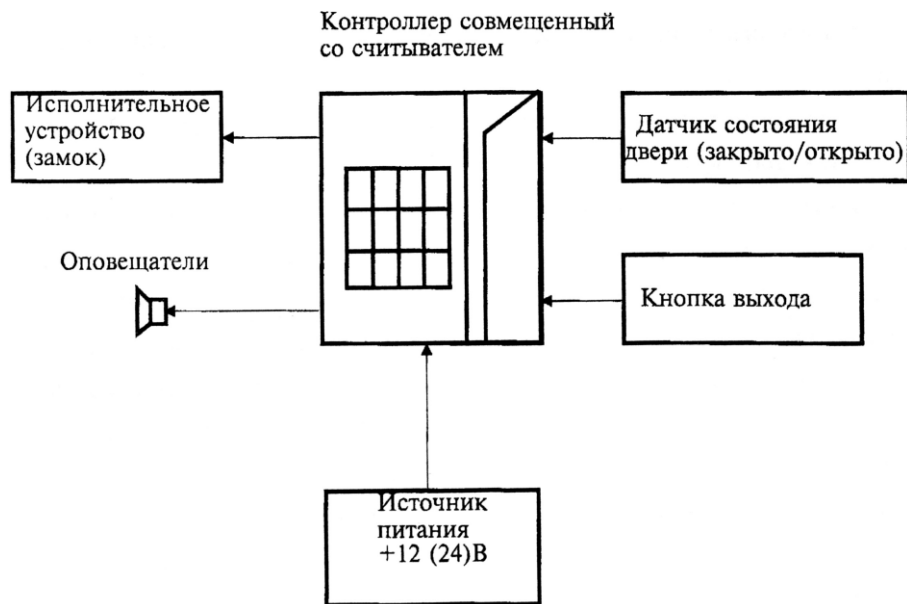 Контроллер совмещенный
со считывателем
Исполнительное
устройство
(замок)
Датчик состояния
двери (закрыто/открыто)
Оповещатели
Кнопка выхода
Источник
питания
+12 (24)В